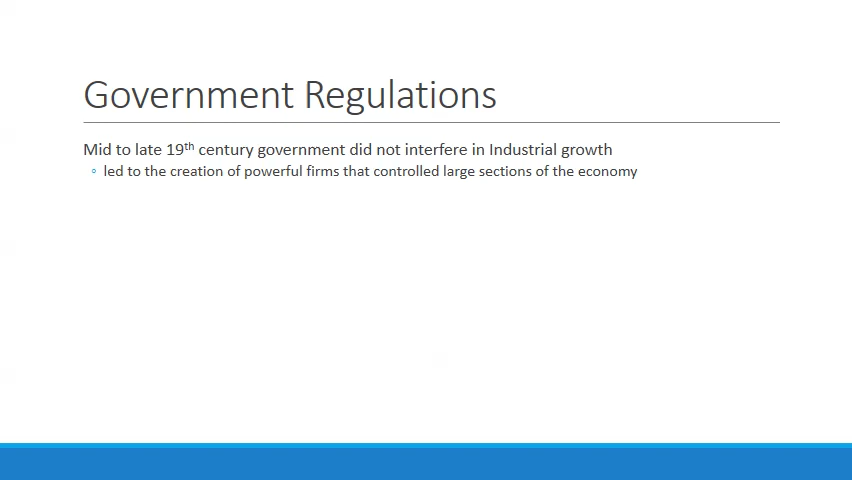 Government Regulations
Mid to late 19th century government did not interfere in Industrial growth
◦ led to the creation of powerful firms that controlled large sections of the economy